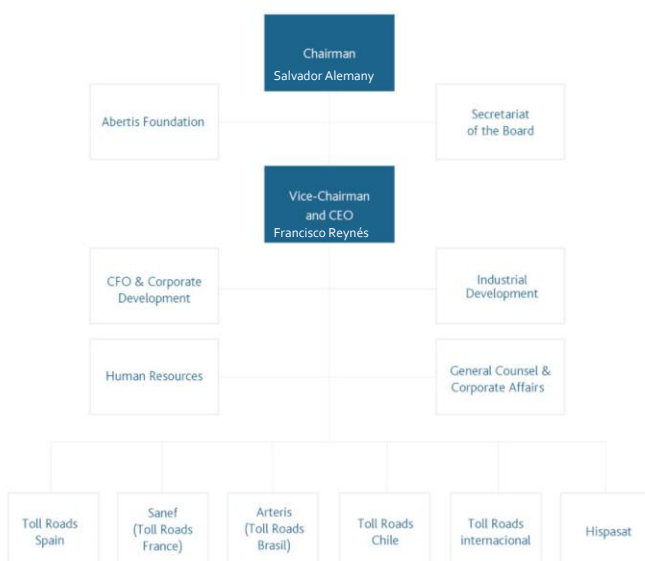 Chairman
Salvador Alemany
Abertis Foundation
Secretariat
of the Board
Vice-Chairman
and CEO
Francisco Reynés
CFO & Corporate
Development
Industrial
Development
Human Resources
General Counsel &
Corporate Affairs
Toll Roads
Spain
Sanef
(Toll Roads
France)
Arteris
(Toll Roads
Brasil)
Toll Roads
Chile
Toll Roads
internacional
Hispasat